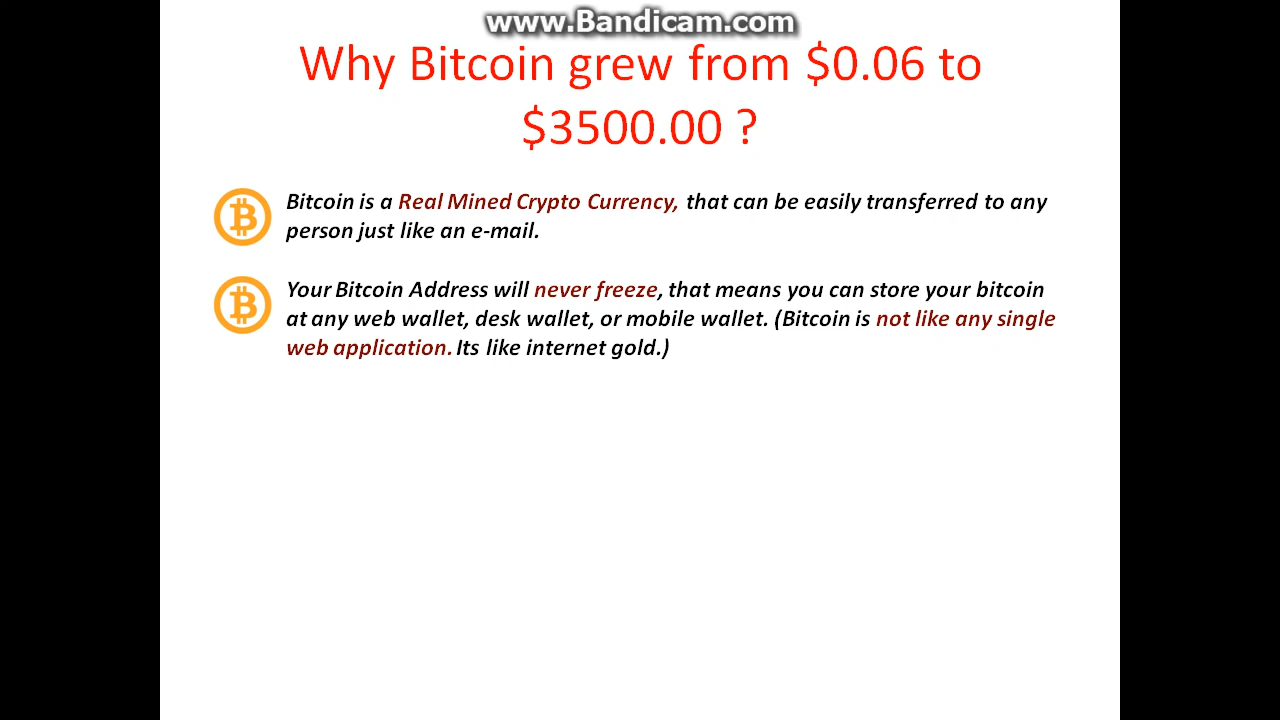 www.Bandicam.com
Why Bitcoin grew from $0.06 to
$3500.00 ?
Bitcoin is a Real Mined Crypto Currency, that can be easily transferred to any
person just like an e-mail.
Your Bitcoin Address will never freeze, that means you can store your bitcoin
at any web wallet, desk wallet, or mobile wallet. (Bitcoin is not like any single
web application. Its like internet gold.)